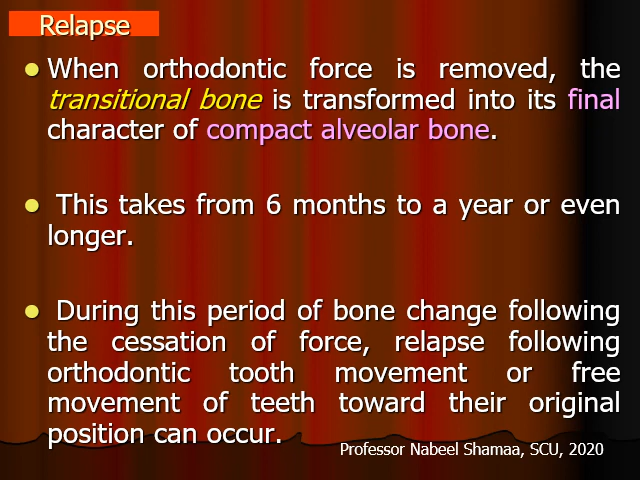 Relapse
When orthodontic force is removed, the
transitional bone is transformed into its final
character of compact alveolar bone.
This takes from 6 months to a year or even
longer.
During this period of bone change following
the cessation of force, relapse following
orthodontic tooth movement or free
movement of teeth toward their original
position can occur.
Professor Nabeel Shamaa, SCU, 2020